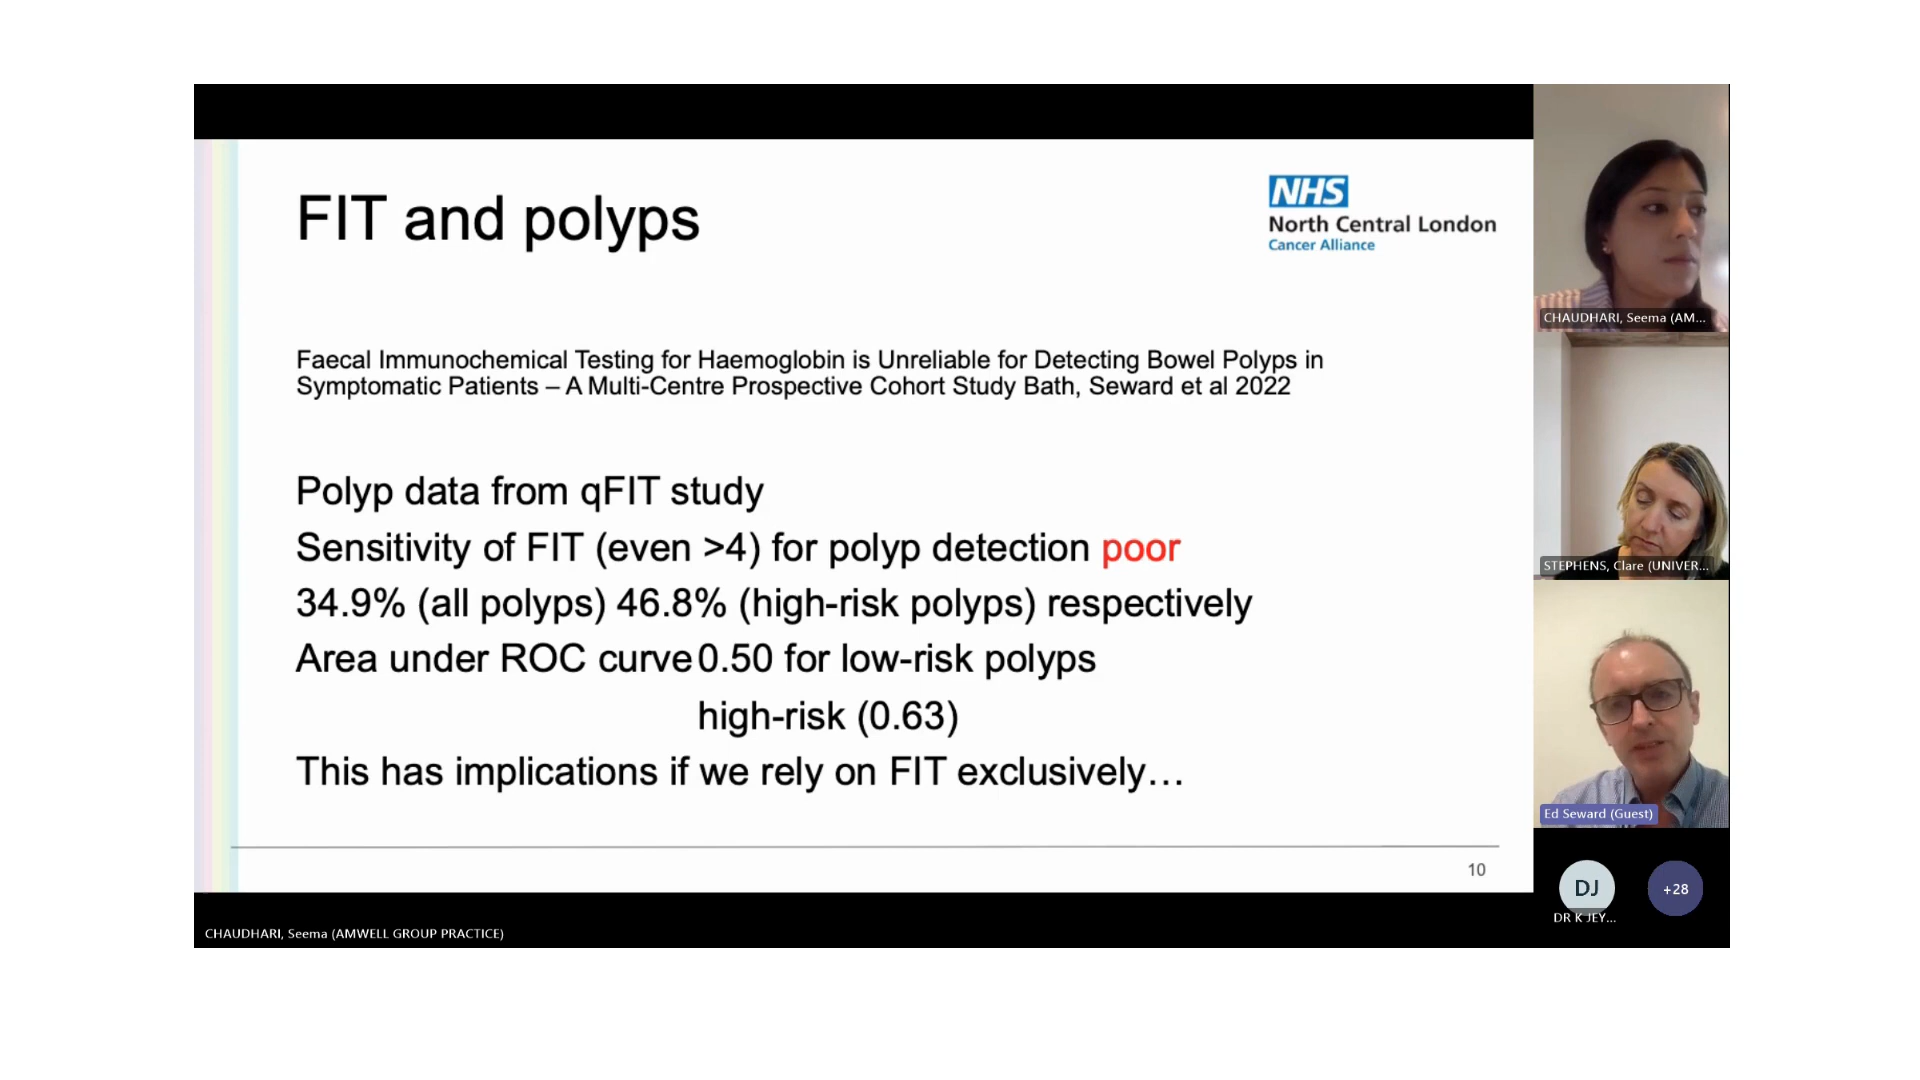 FIT and polyps
NHS
North Central London
Cancer Alliance
Faecal Immunochemical Testing for Haemoglobin is Unreliable for Detecting Bowel Polyps in
Symptomatic Patients – A Multi-Centre Prospective Cohort Study Bath, Seward et al 2022
Polyp data from qFIT study
Sensitivity of FIT (even >4) for polyp detection poor
34.9% (all polyps) 46.8% (high-risk polyps) respectively
Area under ROC curve 0.50 for low-risk polyps
high-risk (0.63)
This has implications if we rely on FIT exclusively…
10
CHAUDHARI, Seema (AMWELL GROUP PRACTICE)
CHAUDHARI, Seema (AM...
STEPHENS, Clare (UNIVER...
Ed Seward (Guest)
DJ
+28
DR K JEY...